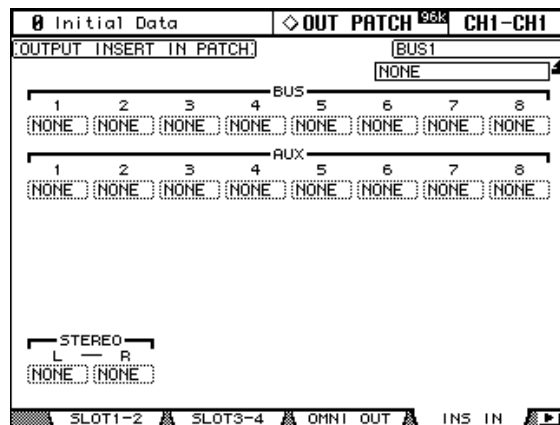 0 Initial Data ◇OUT PATCH 96k CH1-CH1
OUTPUT INSERT IN PATCH
BUS1
NONE
BUS
1 2 3 4 5 6 7 8
NONE NONE NONE NONE NONE NONE NONE NONE
AUX
1 2 3 4 5 6 7 8
NONE NONE NONE NONE NONE NONE NONE NONE
STEREO
L — R
NONE NONE
SLOT1-2 SLOT3-4 OMNI OUT INS IN